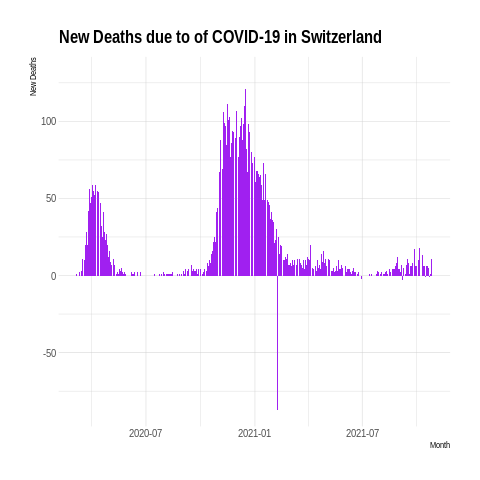 New Deaths due to of COVID-19 in Switzerland
New Deaths
100
50
0
-50
2020-07
2021-01
2021-07
Month